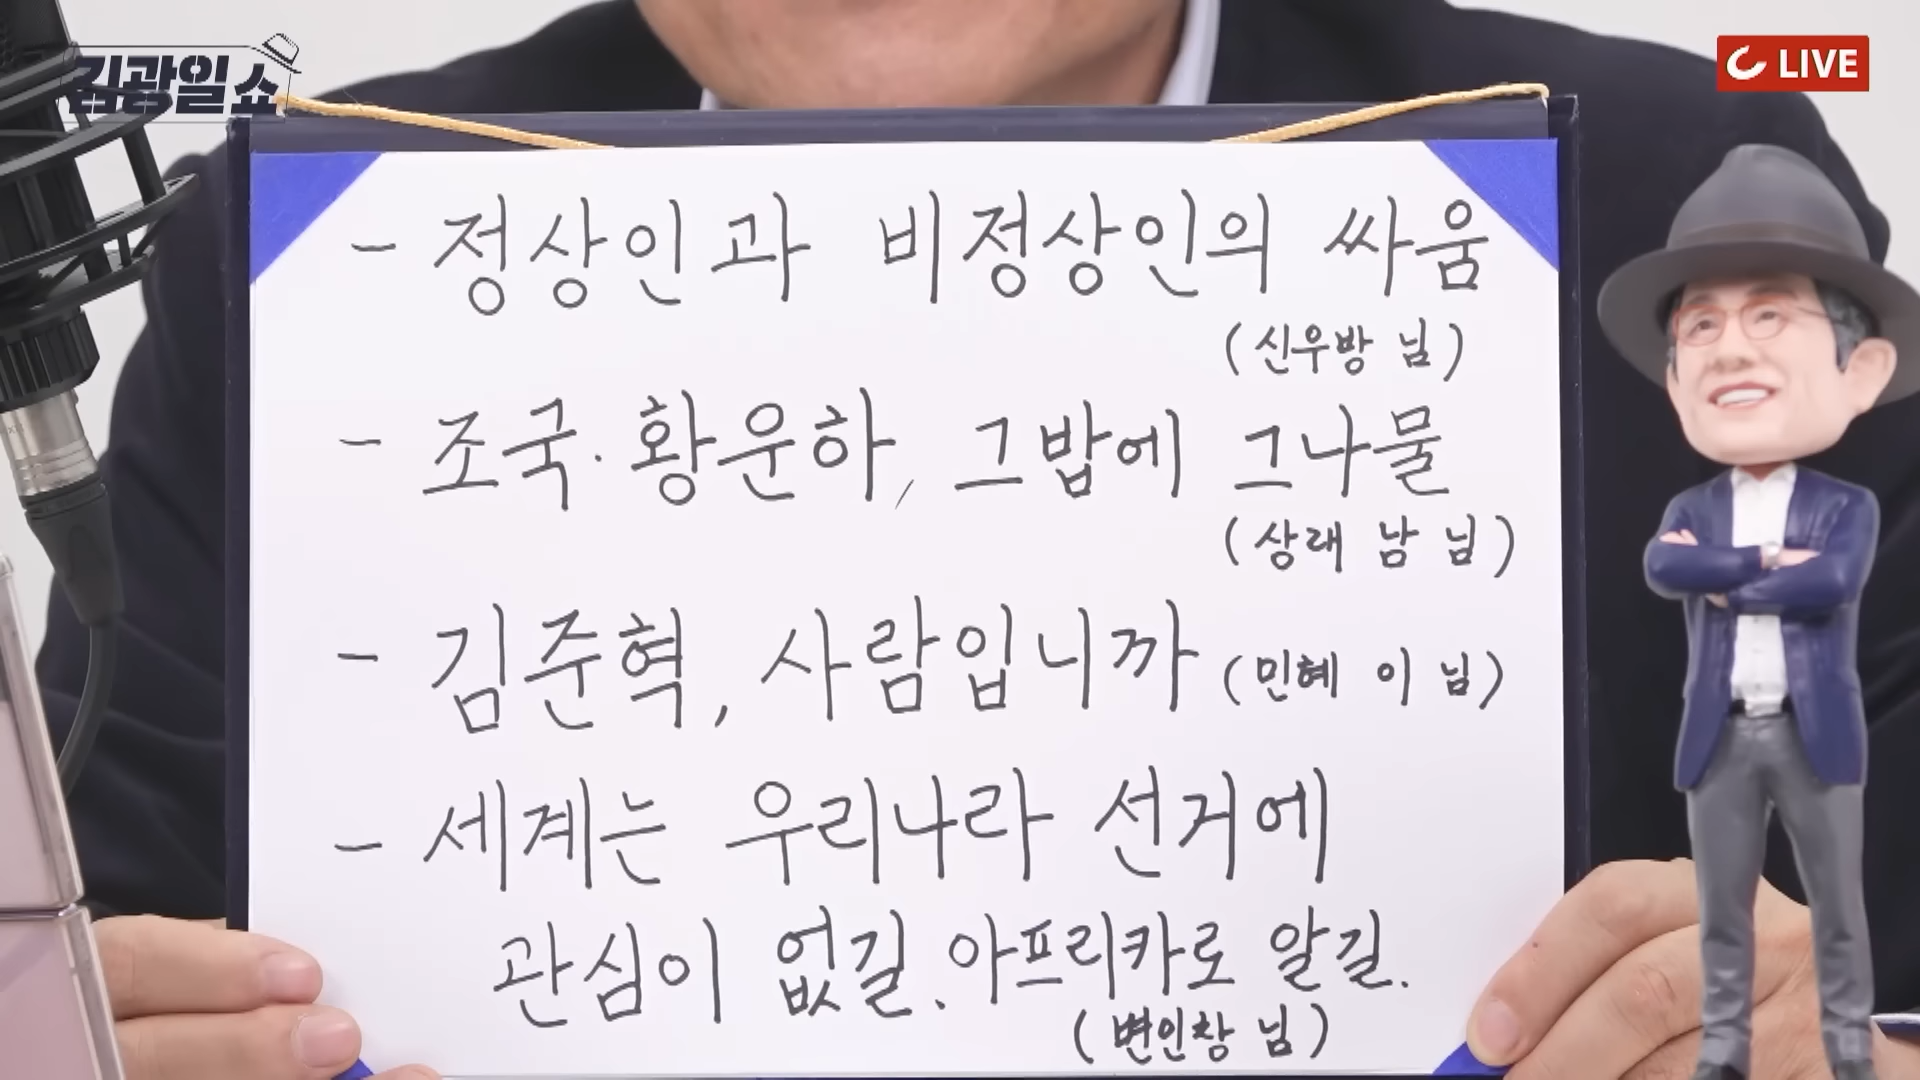 김광일쇼
LIVE
- 정상인과 비정상인의 싸움
(신우방 님)
- 조국·황운하, 그밥에 그나물
(상래 남 님)
- 김준혁, 사람입니까 (민혜 이 님)
- 세계는 우리나라 선거에
관심이 없길. 아프리카로 알길.
(변인창 님)